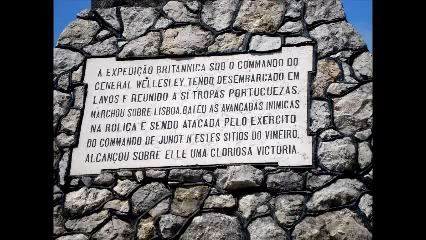 A EXPEDIÇÃO BRITANNICA SOB O COMMANDO DO
GENERAL WELLESLEY, TENDO DESEMBARCADO EM
LAVOS E REUNIDO A SI TROPAS PORTUGUEZAS,
MARCHOU SOBRE LISBOA, BATEU AS AVANÇADAS INIMIGAS
NA ROLIÇA E SENDO ATACADA PELO EXERCITO
DO COMMANDO DE JUNOT N'ESTES SITIOS DO VIMEIRO,
ALCANÇOU SOBRE ELLE UMA GLORIOSA VICTORIA.